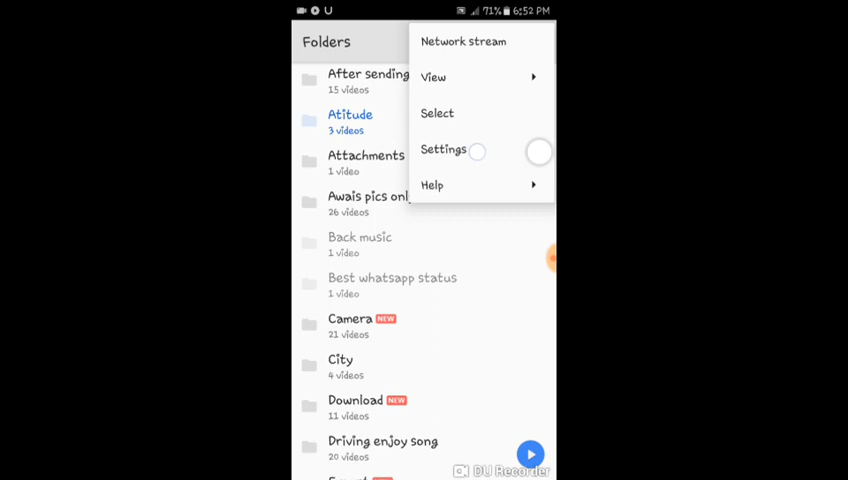 71% 6:52 PM
Folders
Network stream
View
Select
Settings
Help
After sending
15 videos
Atitude
3 videos
Attachments
1 video
Awais pics only
26 videos
Back music
1 video
Best whatsapp status
1 video
Camera NEW
21 videos
City
4 videos
Download NEW
11 videos
Driving enjoy song
20 videos
DU Recorder